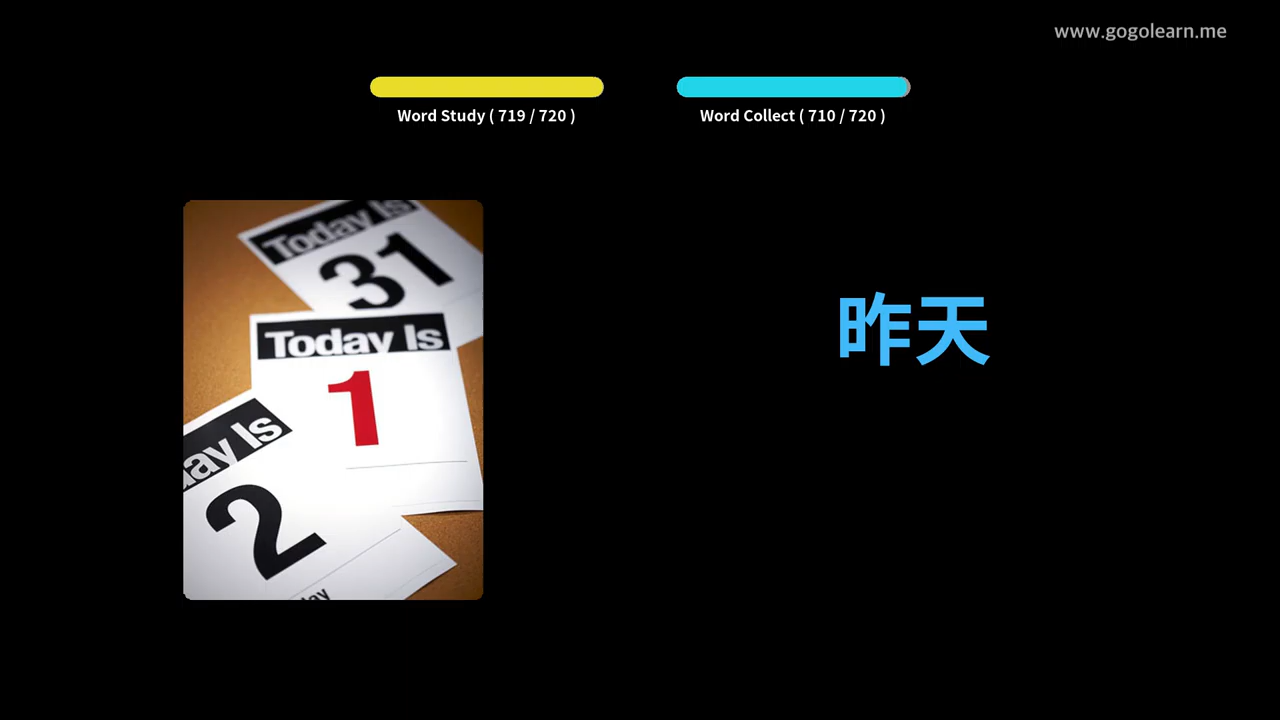 www.gogolearn.me
Word Study ( 719 / 720 )
Word Collect ( 710 / 720 )
Today Is
31
Today Is
1
ay Is
2
昨天